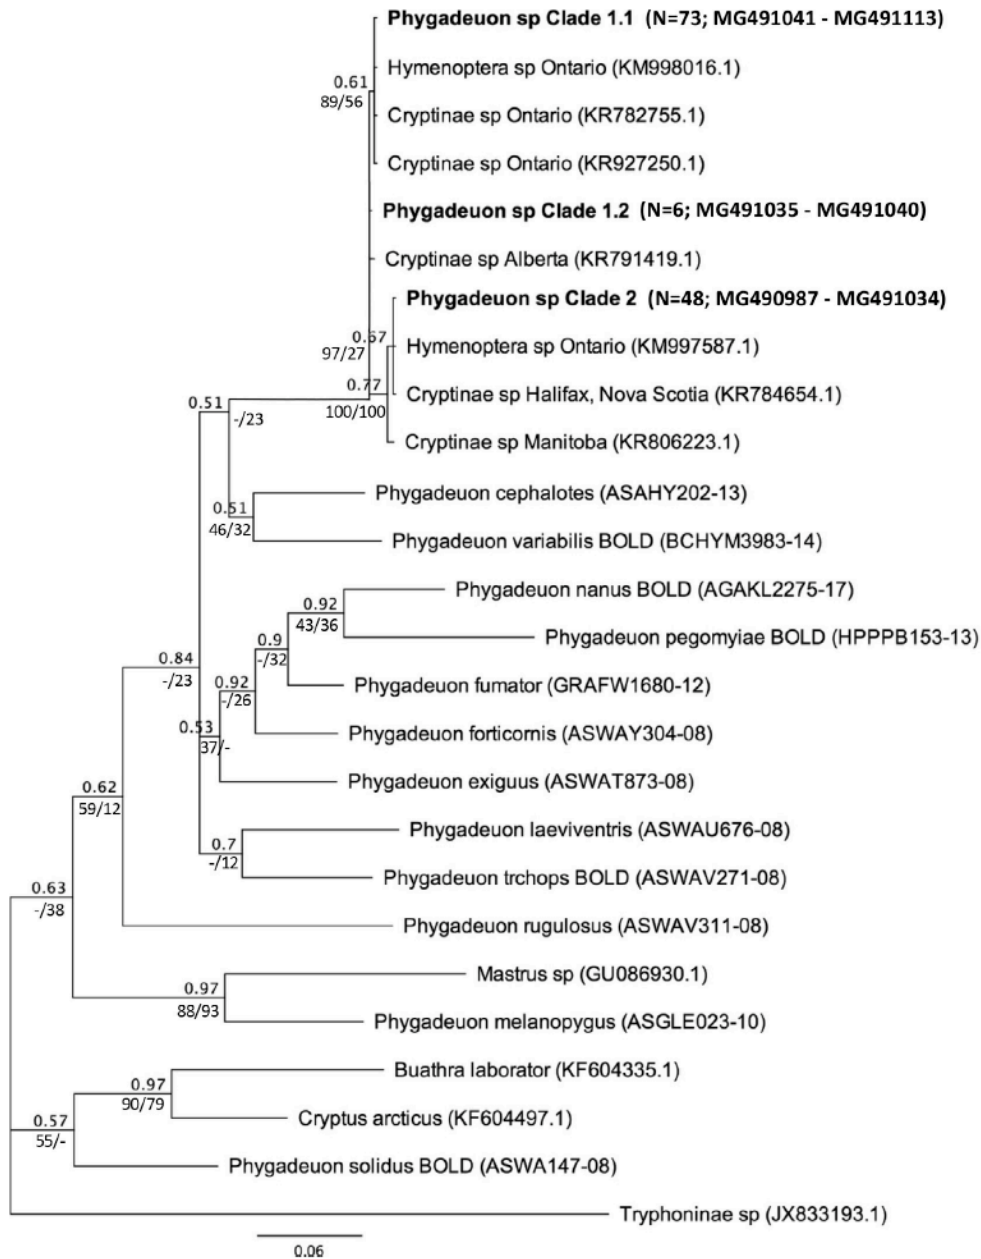 Phygadeuon sp Clade 1.1 (N=73; MG491041 - MG491113)
Hymenoptera sp Ontario (KM998016.1)
0.61
89/56
Cryptinae sp Ontario (KR782755.1)
Cryptinae sp Ontario (KR927250.1)
Phygadeuon sp Clade 1.2 (N=6; MG491035 - MG491040)
Cryptinae sp Alberta (KR791419.1)
Phygadeuon sp Clade 2 (N=48; MG490987 - MG491034)
0.67
97/27
Hymenoptera sp Ontario (KM997587.1)
0.77
100/100
Cryptinae sp Halifax, Nova Scotia (KR784654.1)
0.51
-/23
Cryptinae sp Manitoba (KR806223.1)
Phygadeuon cephalotes (ASAHY202-13)
0.51
46/32
Phygadeuon variabilis BOLD (BCHYM3983-14)
Phygadeuon nanus BOLD (AGAKL2275-17)
0.92
43/36
Phygadeuon pegomyiae BOLD (HPPPB153-13)
0.9
-/32
0.84
-/23
Phygadeuon fumator (GRAFW1680-12)
0.92
-/26
Phygadeuon forticornis (ASWAY304-08)
0.53
37/-
Phygadeuon exiguus (ASWAT873-08)
0.62
59/12
Phygadeuon laeviventris (ASWAU676-08)
0.7
-/12
Phygadeuon trchops BOLD (ASWAV271-08)
0.63
-/38
Phygadeuon rugulosus (ASWAV311-08)
Mastrus sp (GU086930.1)
0.97
88/93
Phygadeuon melanopygus (ASGLE023-10)
Buathra laborator (KF604335.1)
0.97
90/79
Cryptus arcticus (KF604497.1)
0.57
55/-
Phygadeuon solidus BOLD (ASWA147-08)
Tryphoninae sp (JX833193.1)
0.06